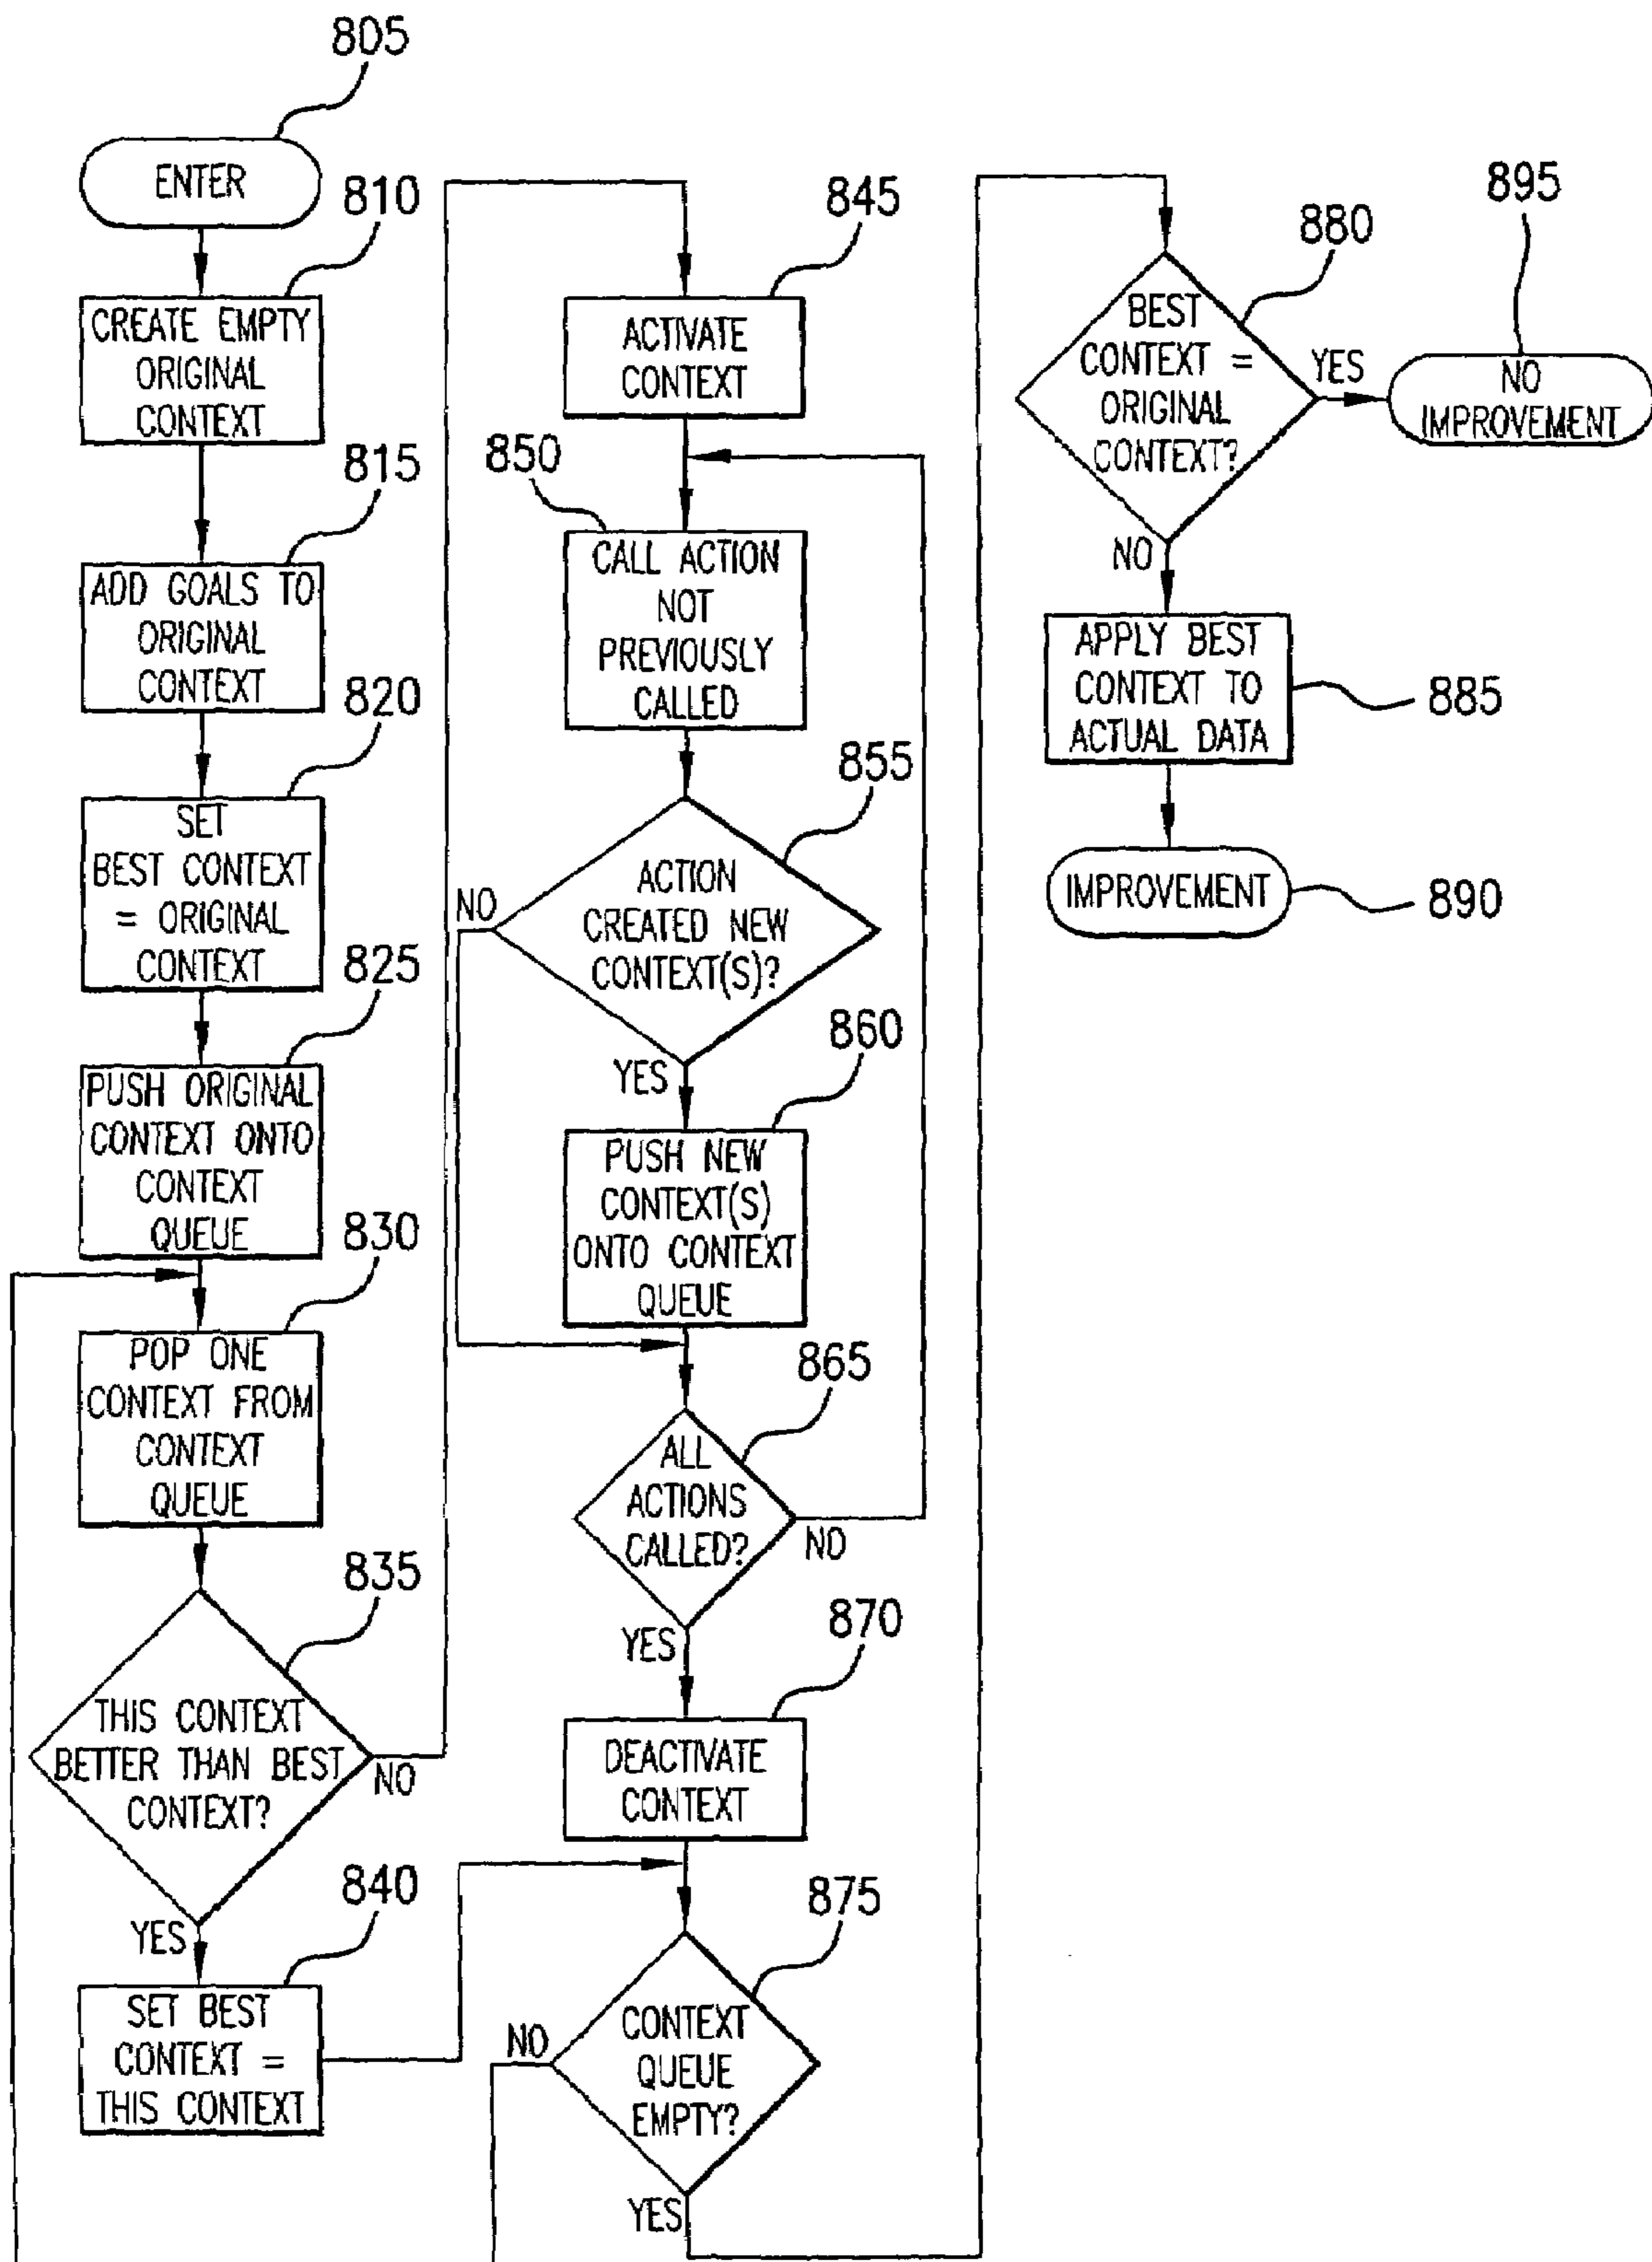 805
ENTER
810
CREATE EMPTY
ORIGINAL
CONTEXT
815
ADD GOALS TO
ORIGINAL
CONTEXT
820
SET
BEST CONTEXT
= ORIGINAL
CONTEXT
825
PUSH ORIGINAL
CONTEXT ONTO
CONTEXT
QUEUE
830
POP ONE
CONTEXT FROM
CONTEXT
QUEUE
835
THIS CONTEXT
BETTER THAN BEST
CONTEXT?
NO
YES
840
SET BEST
CONTEXT =
THIS CONTEXT
845
ACTIVATE
CONTEXT
850
CALL ACTION
NOT
PREVIOUSLY
CALLED
855
ACTION
CREATED NEW
CONTEXT(S)?
NO
YES
860
PUSH NEW
CONTEXT(S)
ONTO CONTEXT
QUEUE
865
ALL
ACTIONS
CALLED?
NO
YES
870
DEACTIVATE
CONTEXT
875
CONTEXT
QUEUE
EMPTY?
NO
YES
880
BEST
CONTEXT =
ORIGINAL
CONTEXT?
YES
NO
895
NO
IMPROVEMENT
APPLY BEST
CONTEXT TO
ACTUAL DATA
885
IMPROVEMENT
890